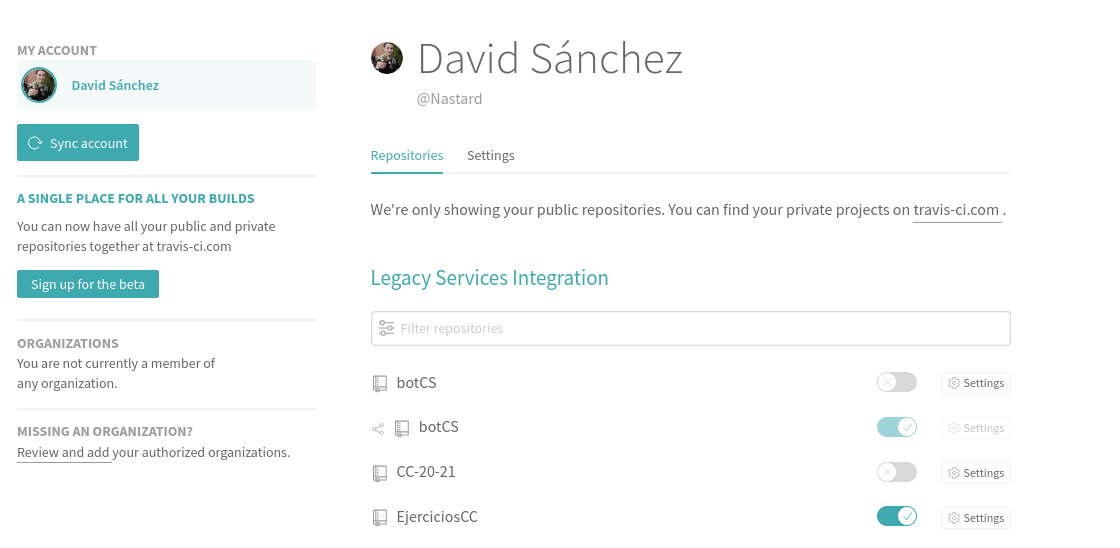 MY ACCOUNT
David Sánchez
Sync account
A SINGLE PLACE FOR ALL YOUR BUILDS
You can now have all your public and private
repositories together at travis-ci.com
Sign up for the beta
ORGANIZATIONS
You are not currently a member of
any organization.
MISSING AN ORGANIZATION?
Review and add your authorized organizations.
David Sánchez
@Nastard
Repositories Settings
We're only showing your public repositories. You can find your private projects on travis-ci.com .
Legacy Services Integration
Filter repositories
botCS Settings
botCS Settings
CC-20-21 Settings
EjerciciosCC Settings